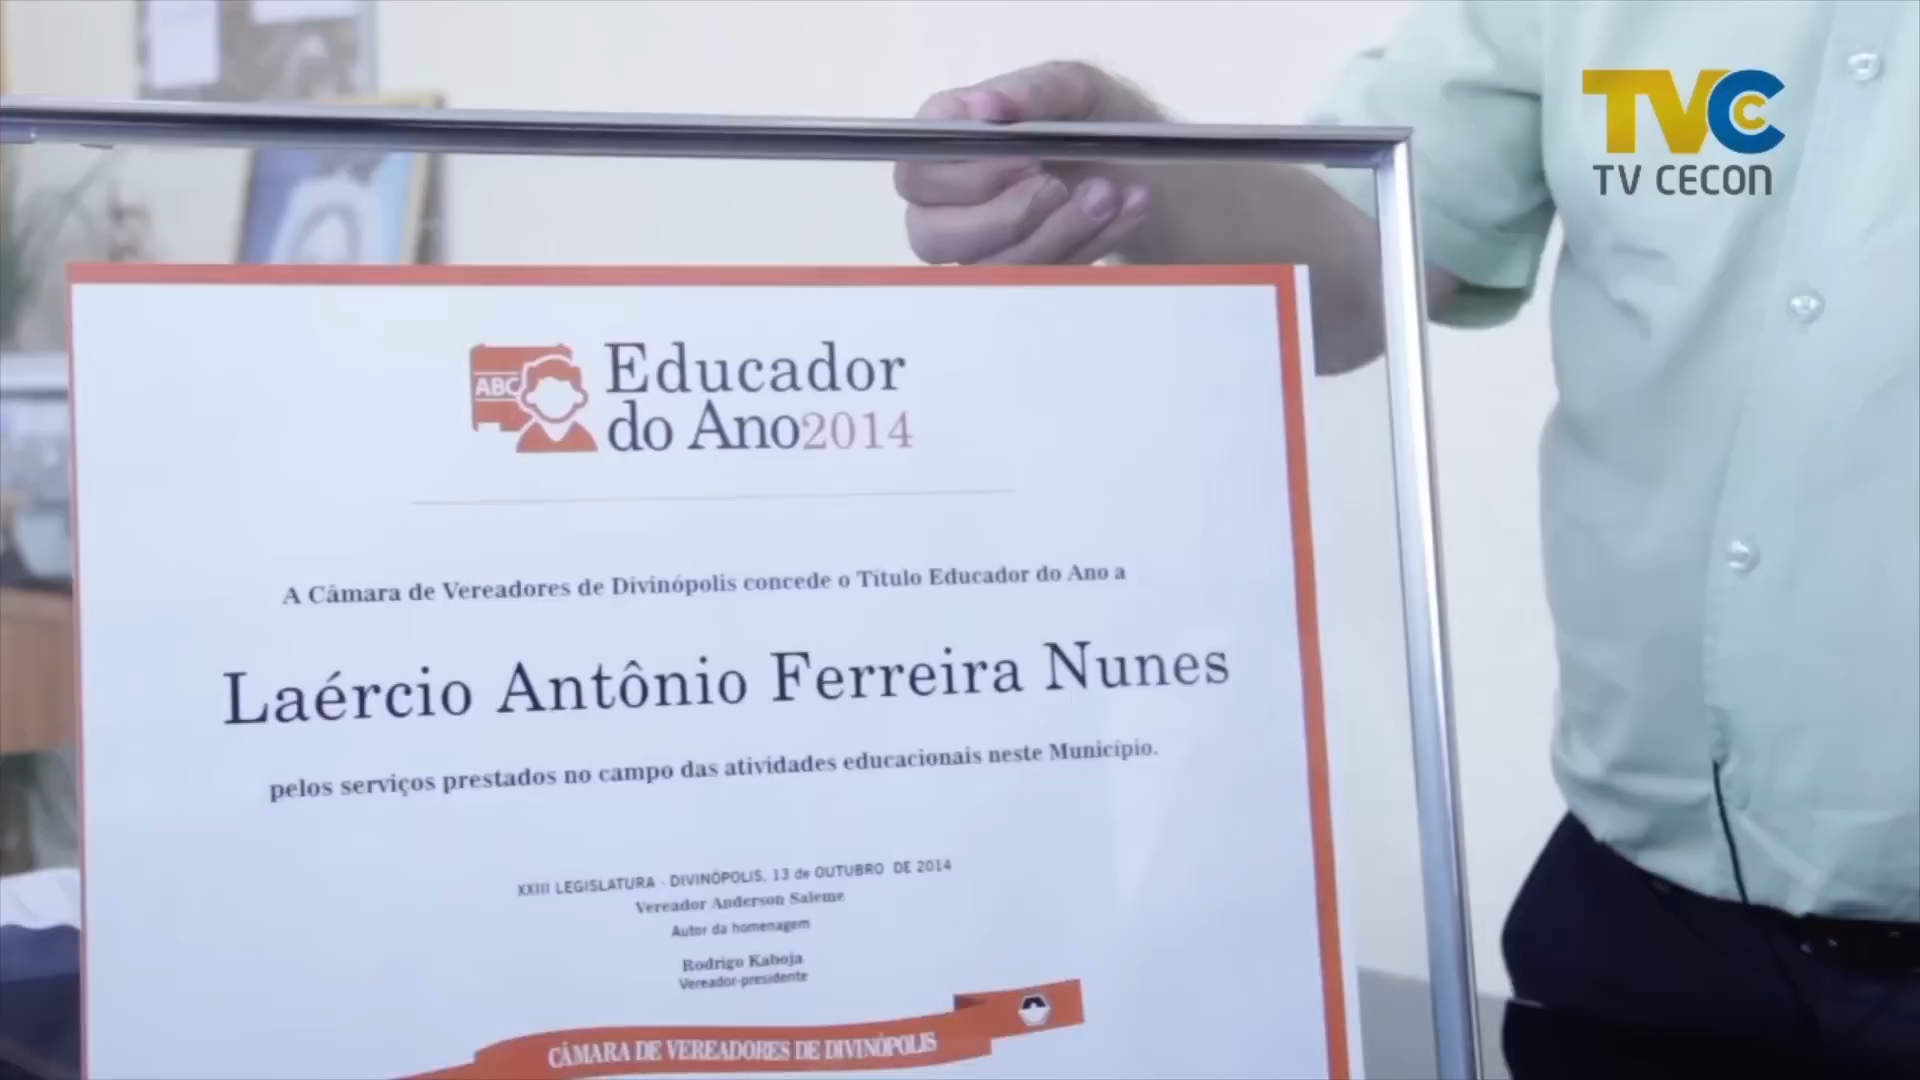 TVCC
TV CECON
ABC
Educador
do Ano2014
A Câmara de Vereadores de Divinópolis concede o Título Educador do Ano a
Laércio Antônio Ferreira Nunes
pelos serviços prestados no campo das atividades educacionais neste Município.
XXIII LEGISLATURA - DIVINÓPOLIS, 13 de OUTUBRO DE 2014
Vereador Anderson Saleme
Autor da homenagem
Rodrigo Kaboja
Vereador-presidente
CÂMARA DE VEREADORES DE DIVINÓPOLIS